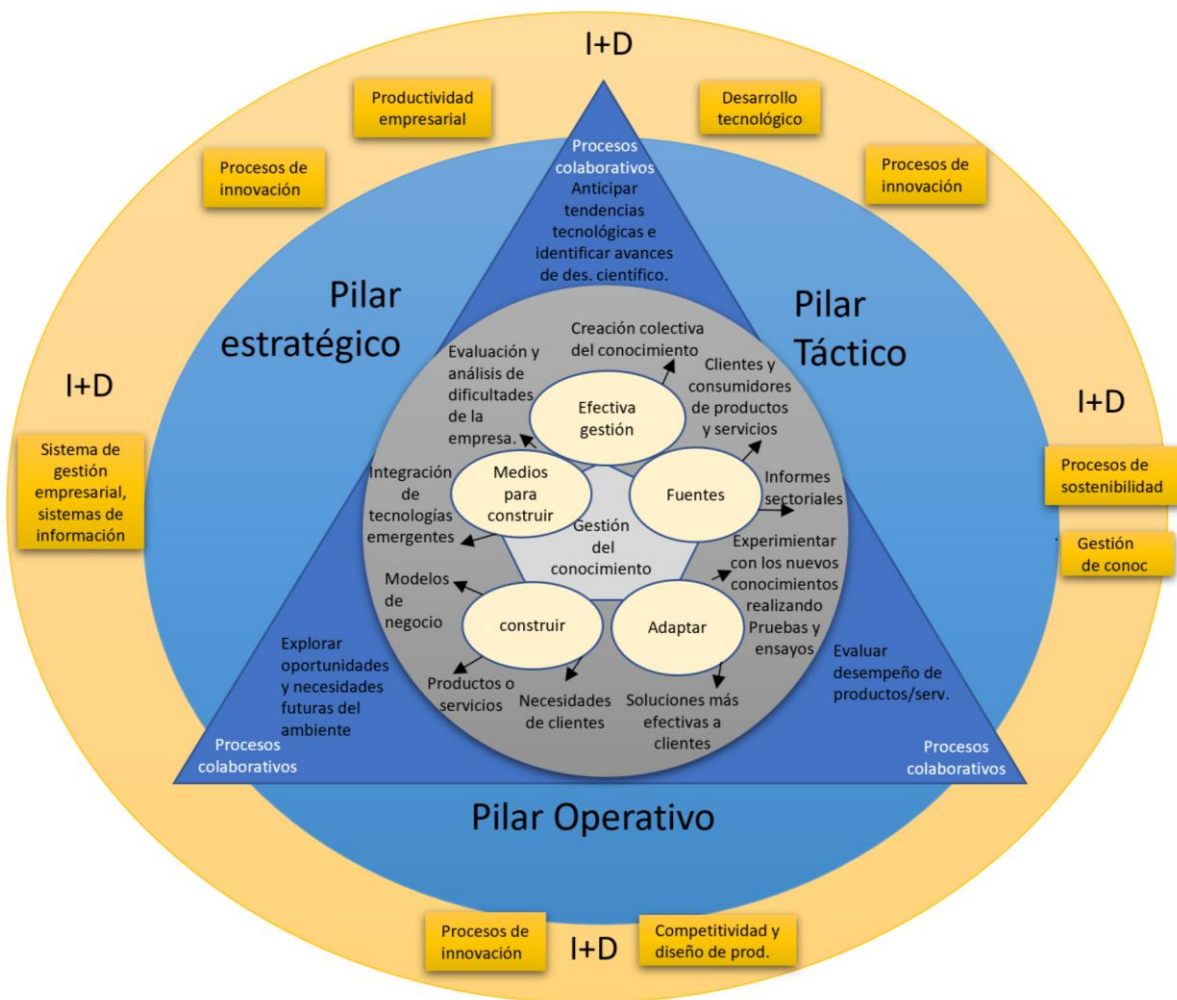 I+D
Productividad
empresarial
Desarrollo
tecnológico
Procesos de
innovación
Procesos de
innovación
Procesos
colaborativos
Anticipar
tendencias
tecnológicas e
identificar avances
de des. científico.
Pilar
estratégico
Pilar
Táctico
I+D
Sistema de
gestión
empresarial,
sistemas de
información
I+D
Procesos de
sostenibilidad
Gestión
de conoc
Creación colectiva
del conocimiento
Evaluación y
análisis de
dificultades
de la
empresa.
Clientes y
consumidores
de productos
y servicios
Efectiva
gestión
Medios
para
construir
Fuentes
Integración
de
tecnologías
emergentes
Informes
sectoriales
Gestión
del
conocimiento
Experimientar
con los nuevos
conocimientos
realizando
Pruebas y
ensayos
Modelos
de
negocio
construir
Adaptar
Productos o
servicios
Necesidades
de clientes
Soluciones más
efectivas a
clientes
Explorar
oportunidades
y necesidades
futuras del
ambiente
Evaluar
desempeño de
productos/serv.
Procesos
colaborativos
Procesos
colaborativos
Pilar Operativo
Procesos de
innovación
I+D
Competitividad y
diseño de prod.